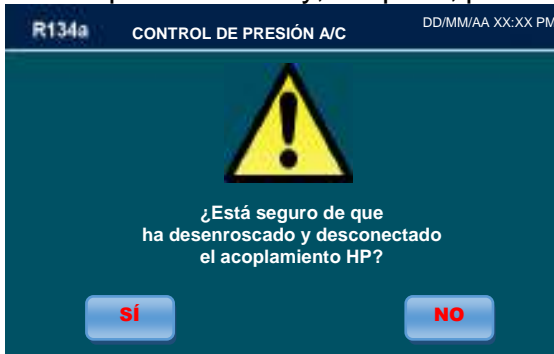 R134a CONTROL DE PRESIÓN A/C DD/MM/AA XX:XX PM
¿Está seguro de que
ha desenroscado y desconectado
el acoplamiento HP?
SÍ NO